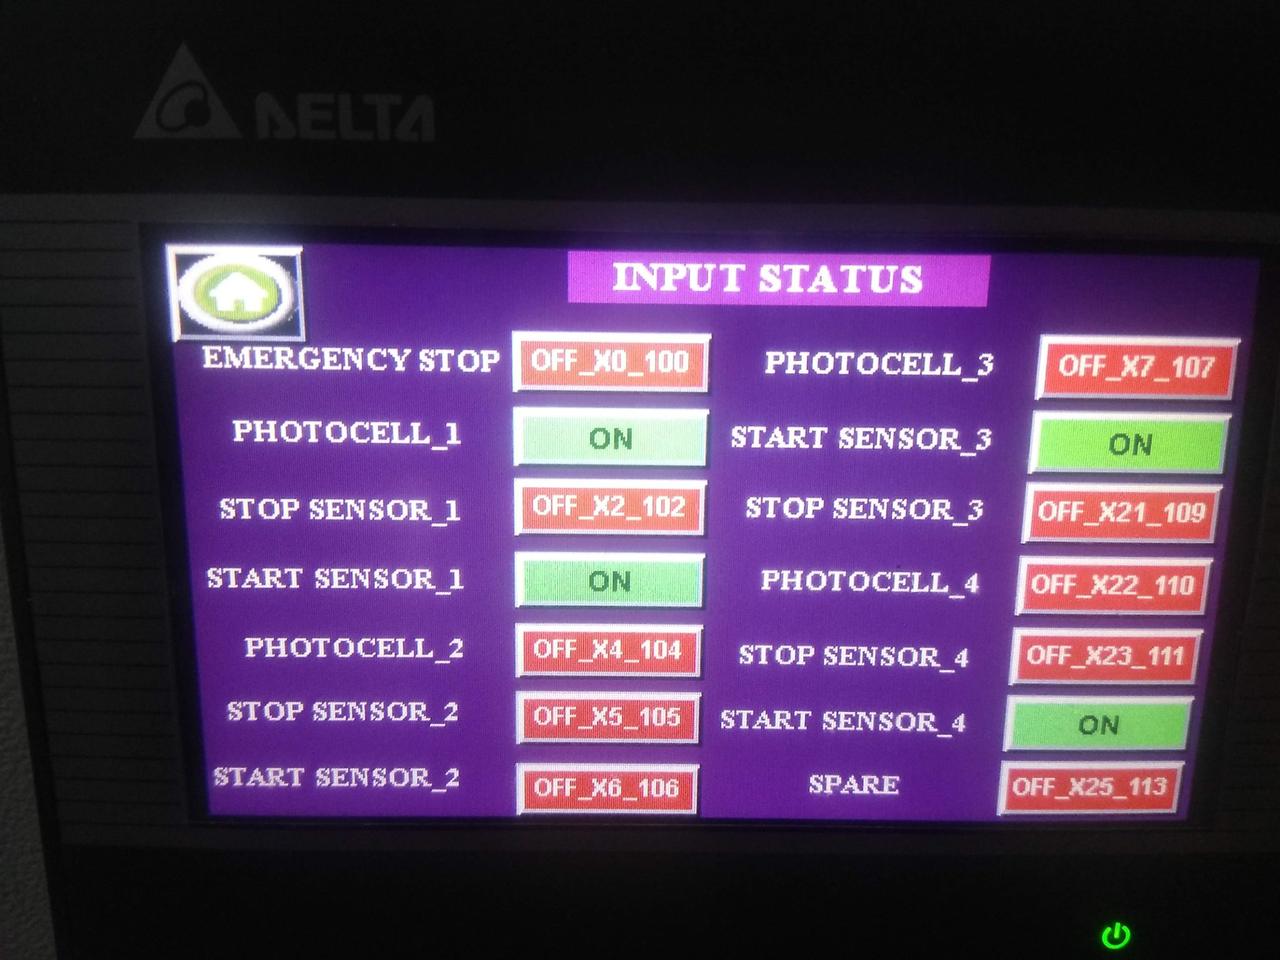 DELTA
INPUT STATUS
EMERGENCY STOP OFF_X0_100
PHOTOCELL_1 ON
STOP SENSOR_1 OFF_X2_102
START SENSOR_1 ON
PHOTOCELL_2 OFF_X4_104
STOP SENSOR_2 OFF_X5_105
START SENSOR_2 OFF_X6_106
PHOTOCELL_3 OFF_X7_107
START SENSOR_3 ON
STOP SENSOR_3 OFF_X21_109
PHOTOCELL_4 OFF_X22_110
STOP SENSOR_4 OFF_X23_111
START SENSOR_4 ON
SPARE OFF_X25_113